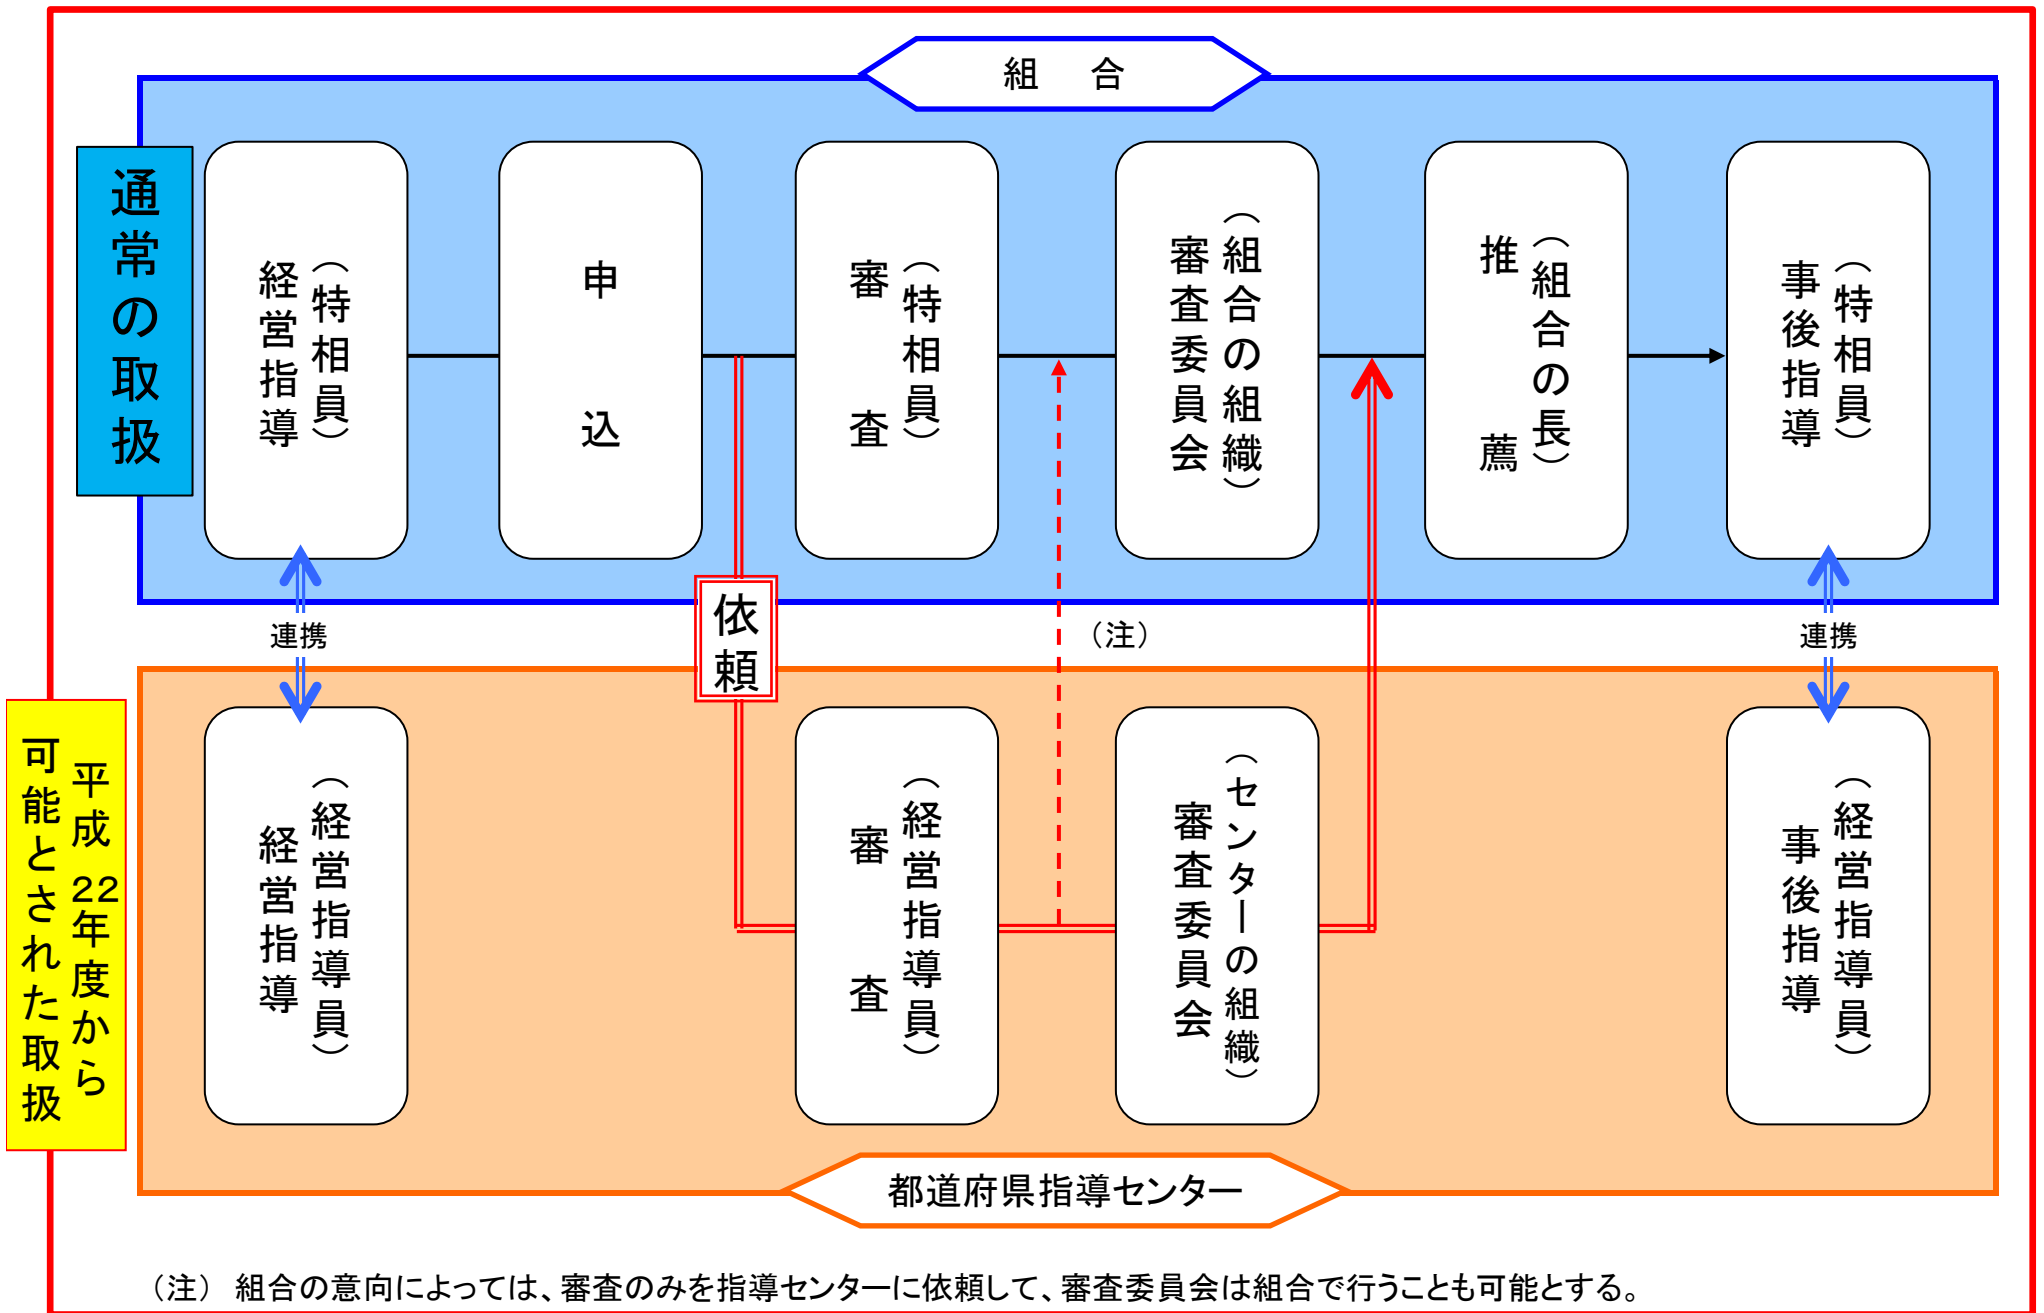 組　合
通常の取扱
（特相員）
経営指導
申込
（特相員）
審査
（組合の組織）
審査委員会
（組合の長）
推薦
（特相員）
事後指導
連携
依頼
（注）
連携
平成22年度から
可能とされた取扱
（経営指導員）
経営指導
（経営指導員）
審査
（センターの組織）
審査委員会
（経営指導員）
事後指導
都道府県指導センター
（注）　組合の意向によっては、審査のみを指導センターに依頼して、審査委員会は組合で行うことも可能とする。